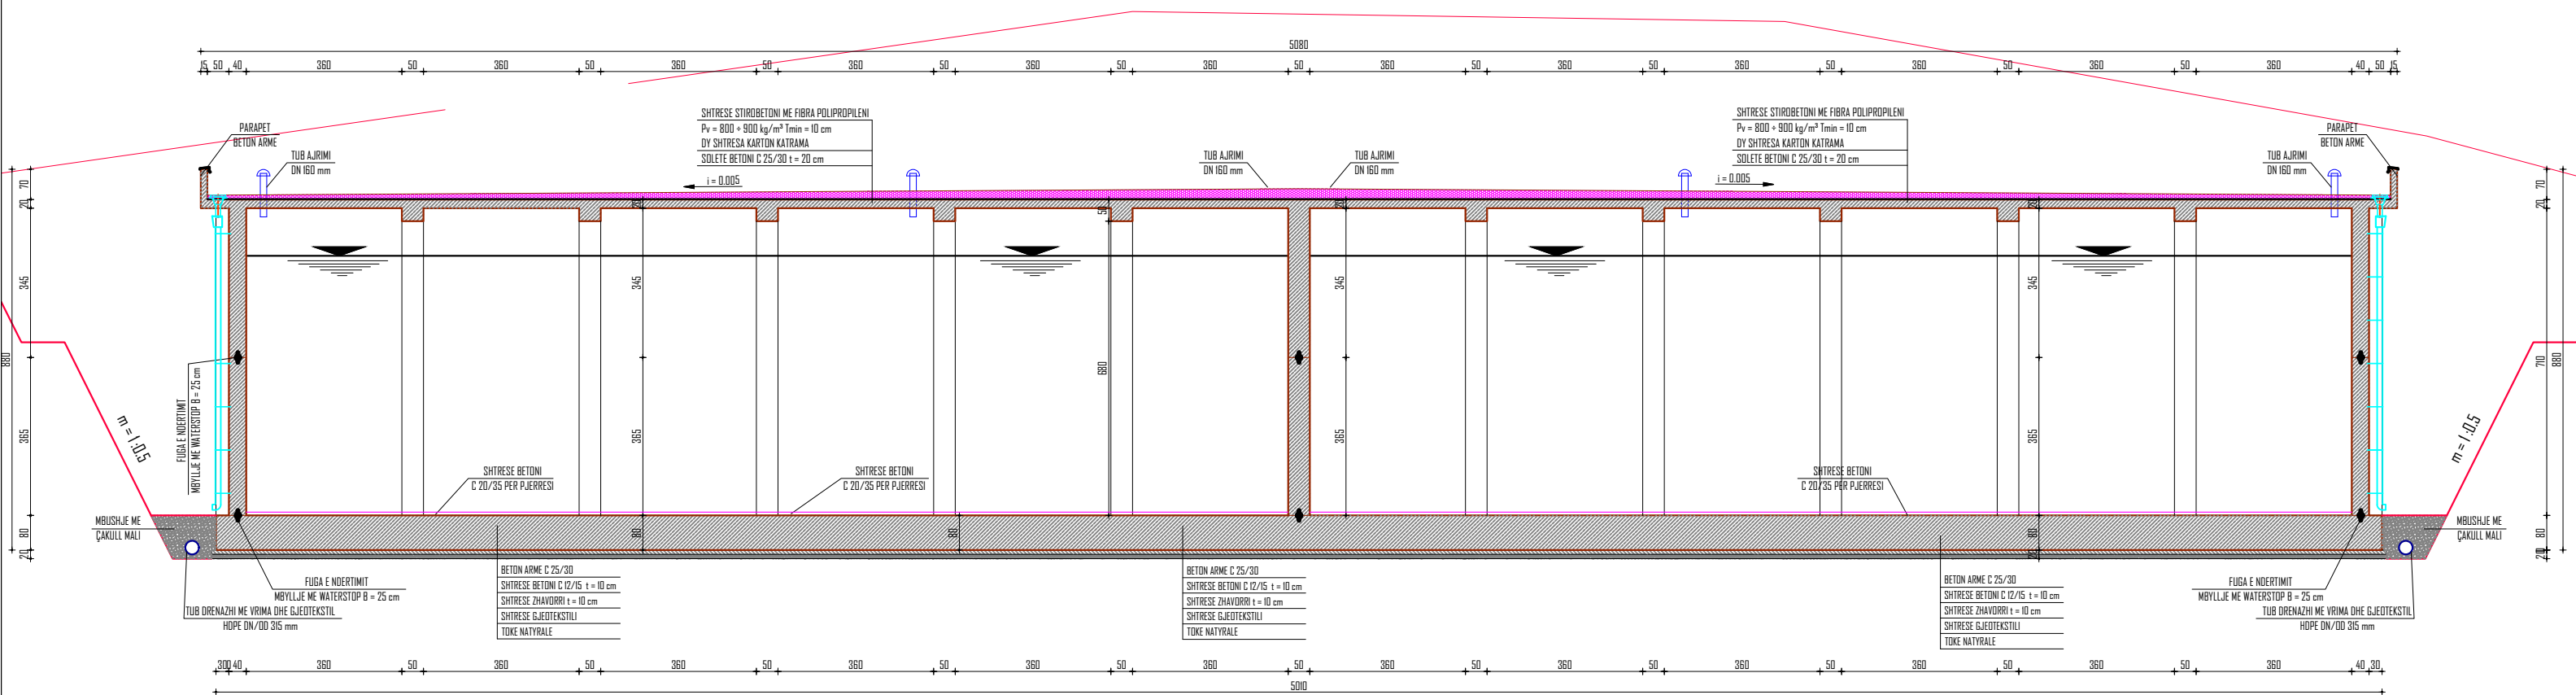 5080
15 50 40 360 50 360 50 360 50 360 50 360 50 360 50 360 50 360 50 360 50 360 50 360 50 360 40 50 15
SHTRESE STIROBETONI ME FIBRA POLIPROPILENI
Pv = 800 ÷ 900 kg/m³ Tmin = 10 cm
DY SHTRESA KARTON KATRAMA
SOLETE BETONI C 25/30 t = 20 cm
i = 0.005
SHTRESE STIROBETONI ME FIBRA POLIPROPILENI
Pv = 800 ÷ 900 kg/m³ Tmin = 10 cm
DY SHTRESA KARTON KATRAMA
SOLETE BETONI C 25/30 t = 20 cm
i = 0.005
PARAPET
BETON ARME
TUB AJRIMI
DN 160 mm
TUB AJRIMI
DN 160 mm
TUB AJRIMI
DN 160 mm
TUB AJRIMI
DN 160 mm
PARAPET
BETON ARME
70
20
345
365
80
20
880
20
345
365
80
50
680
80
20
345
365
20
345
365
80
20
70
20
710
80
20
880
m = 1:0.5
m = 1:0.5
FUGA E NDERTIMIT
MBYLLJE ME WATERSTOP B = 25 cm
SHTRESE BETONI
C 20/35 PER PJERRESI
SHTRESE BETONI
C 20/35 PER PJERRESI
SHTRESE BETONI
C 20/35 PER PJERRESI
MBUSHJE ME
ÇAKULL MALI
MBUSHJE ME
ÇAKULL MALI
FUGA E NDERTIMIT
MBYLLJE ME WATERSTOP B = 25 cm
TUB DRENAZHI ME VRIMA DHE GJEOTEKSTIL
HDPE DN/OD 315 mm
BETON ARME C 25/30
SHTRESE BETONI C 12/15 t = 10 cm
SHTRESE ZHAVORRI t = 10 cm
SHTRESE GJEOTEKSTILI
TOKE NATYRALE
BETON ARME C 25/30
SHTRESE BETONI C 12/15 t = 10 cm
SHTRESE ZHAVORRI t = 10 cm
SHTRESE GJEOTEKSTILI
TOKE NATYRALE
BETON ARME C 25/30
SHTRESE BETONI C 12/15 t = 10 cm
SHTRESE ZHAVORRI t = 10 cm
SHTRESE GJEOTEKSTILI
TOKE NATYRALE
FUGA E NDERTIMIT
MBYLLJE ME WATERSTOP B = 25 cm
TUB DRENAZHI ME VRIMA DHE GJEOTEKSTIL
HDPE DN/OD 315 mm
40 360 50 360 50 360 50 360 50 360 50 360 50 360 50 360 50 360 50 360 50 360 50 360 40 30
5010